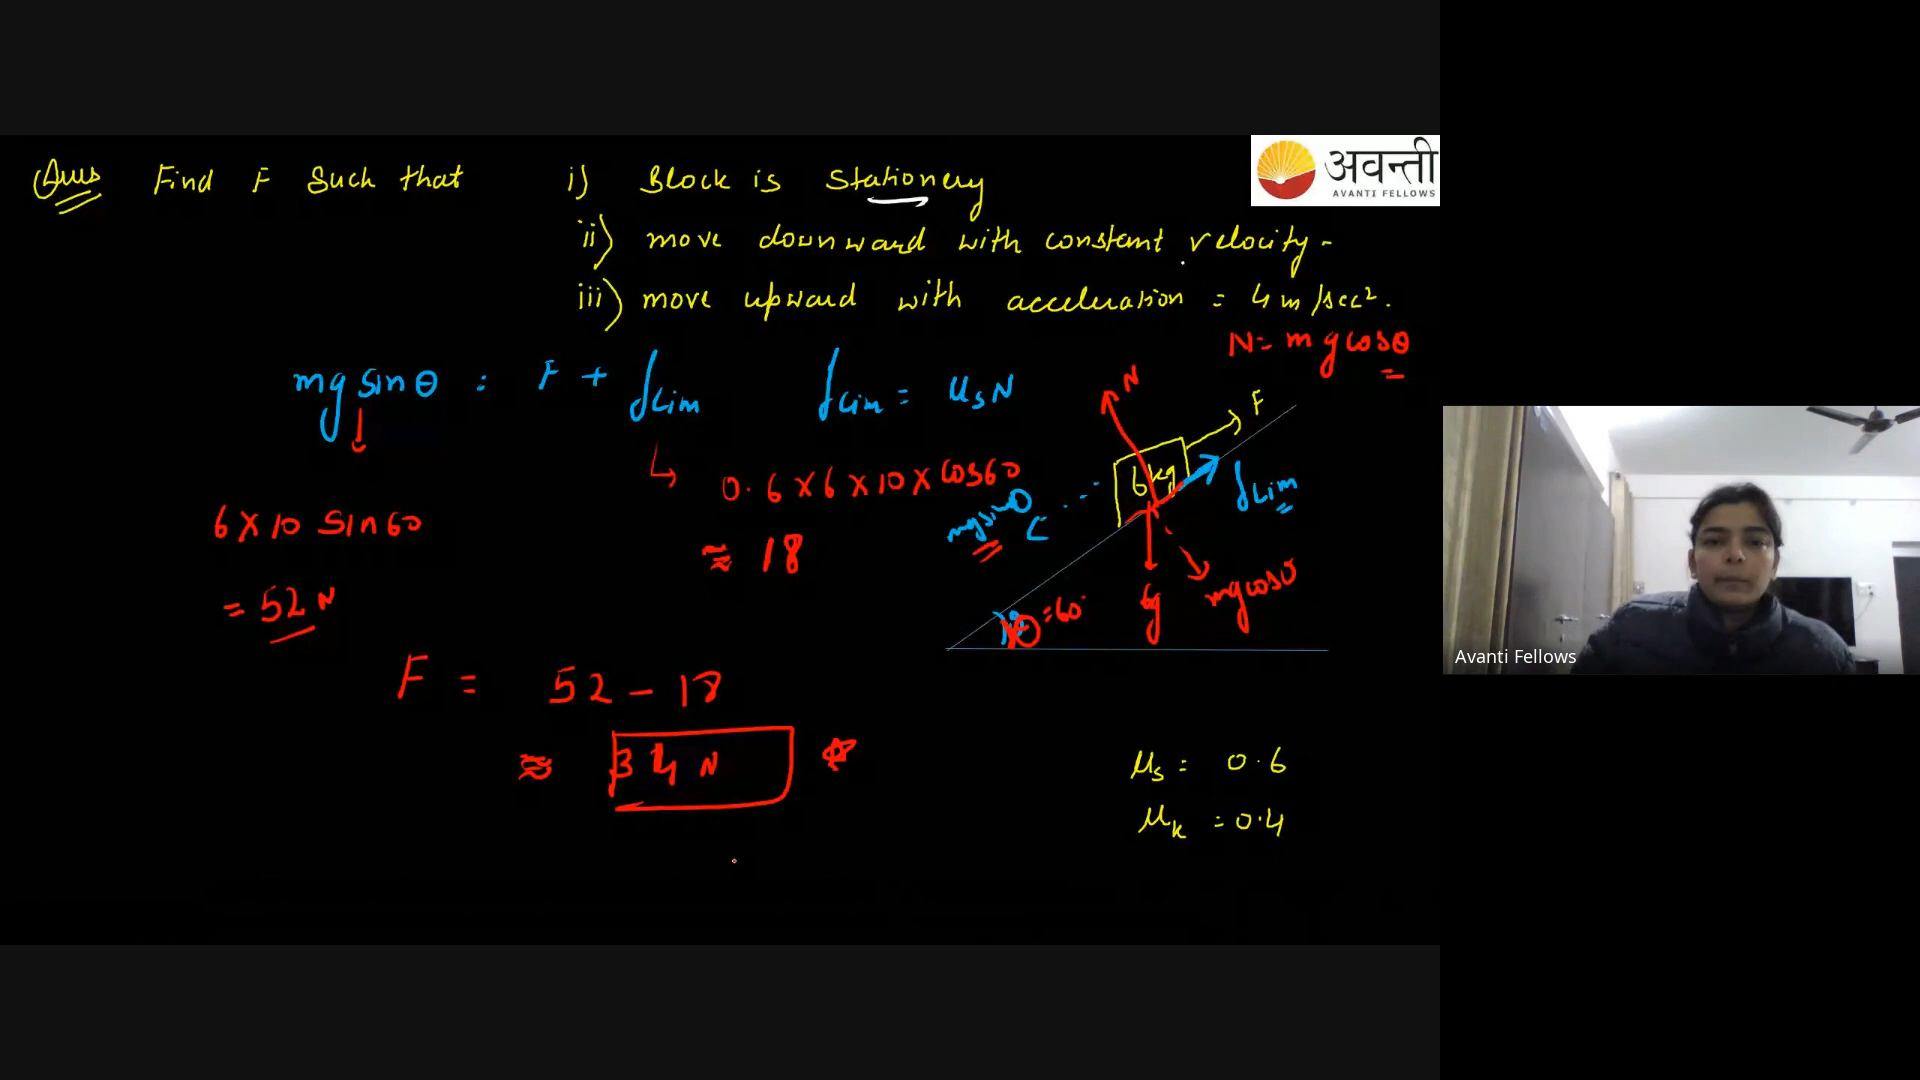 Ques Find F Such that i) Block is stationery
ii) move downward with constant velocity-
iii) move upward with acceleration = 4 m/sec².
अवन्ती
AVANTI FELLOWS
N= mg cosθ
mg sinθ = F + fLim fLim = μsN
0.6 x 6 x 10 x cos60
≈ 18
6 x 10 sin60
= 52 N
F = 52 - 18
≈ 34 N
N
F
6kg
fLim
mg sinθ
mg cosθ
6g
θ = 60°
μs = 0.6
μk = 0.4
Avanti Fellows